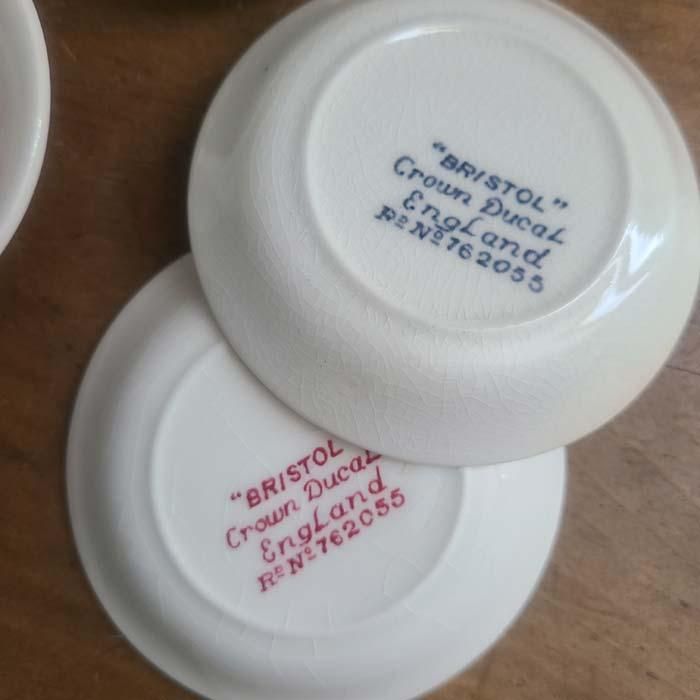 "BRISTOL"
Crown Ducal
England
Rᴰ Nº 762055
"BRISTOL
Crown Ducal
England
Rᴰ Nº 762055